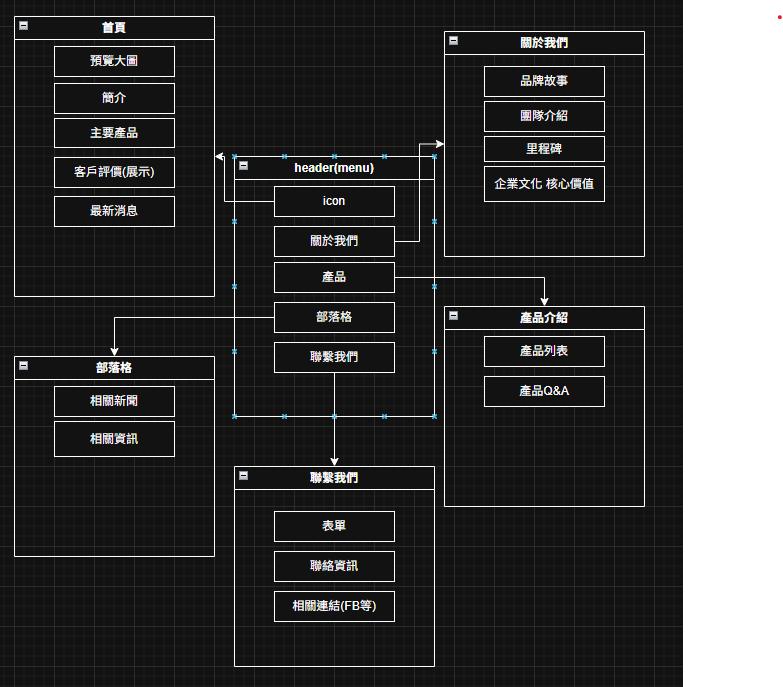 首頁
預覽大圖
簡介
主要產品
客戶評價(展示)
最新消息
關於我們
品牌故事
團隊介紹
里程碑
企業文化 核心價值
header(menu)
icon
關於我們
產品
部落格
聯繫我們
產品介紹
產品列表
產品Q&A
部落格
相關新聞
相關資訊
聯繫我們
表單
聯絡資訊
相關連結(FB等)